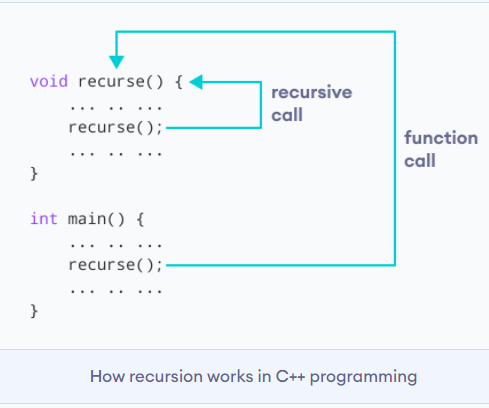 void recurse() {
... .. ...
recursive
call
recurse();
... .. ...
function
call
}
int main() {
... .. ...
recurse();
... .. ...
}
How recursion works in C++ programming